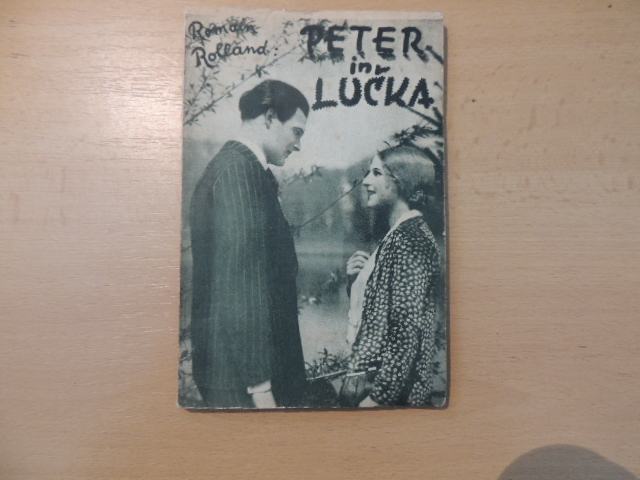 Romain
Rolland:
PETER
in
LUČKA